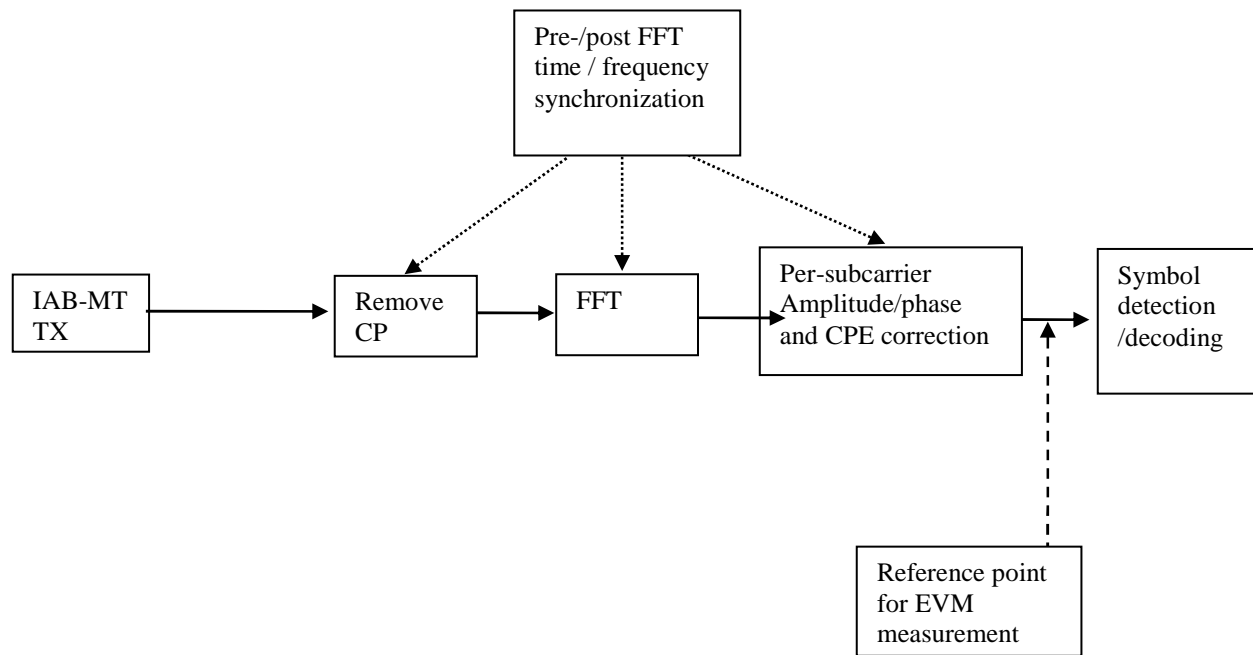 Pre-/post FFT
time / frequency
synchronization
IAB-MT
TX
Remove
CP
FFT
Per-subcarrier
Amplitude/phase
and CPE correction
Symbol
detection
/decoding
Reference point
for EVM
measurement